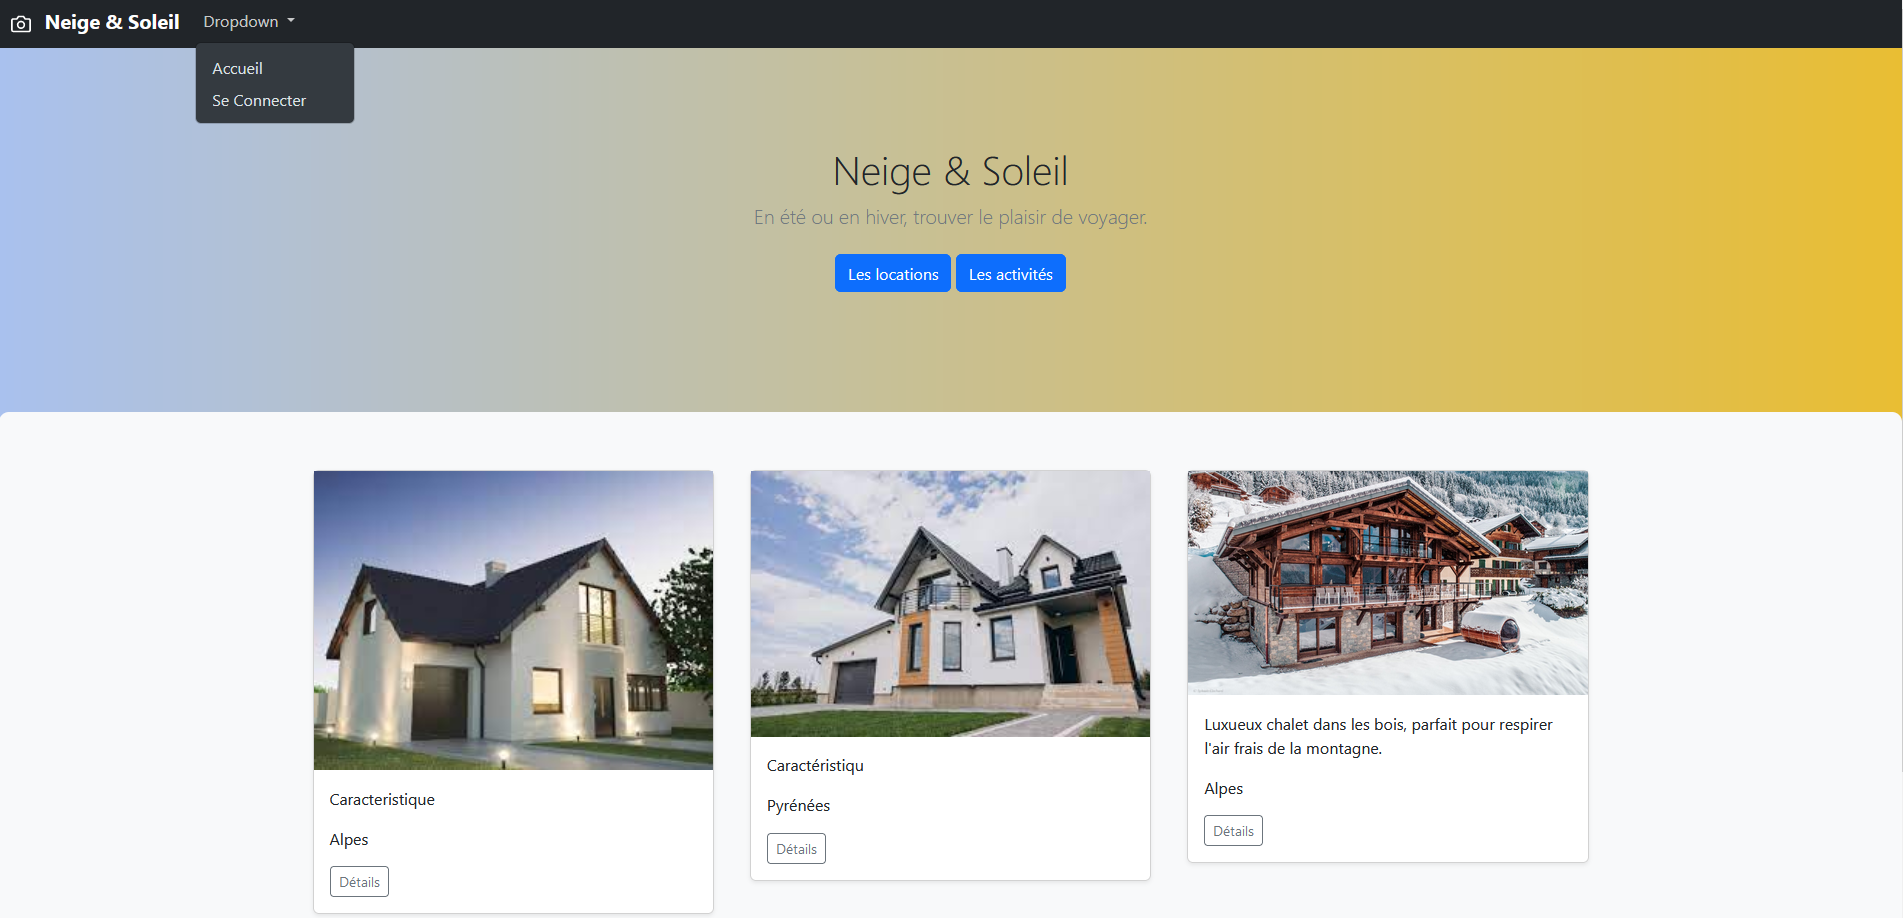 Neige & Soleil
Dropdown
Accueil
Se Connecter
Neige & Soleil
En été ou en hiver, trouver le plaisir de voyager.
Les locations
Les activités
Caracteristique
Alpes
Détails
Caractéristiqu
Pyrénées
Détails
Luxueux chalet dans les bois, parfait pour respirer
l'air frais de la montagne.
Alpes
Détails